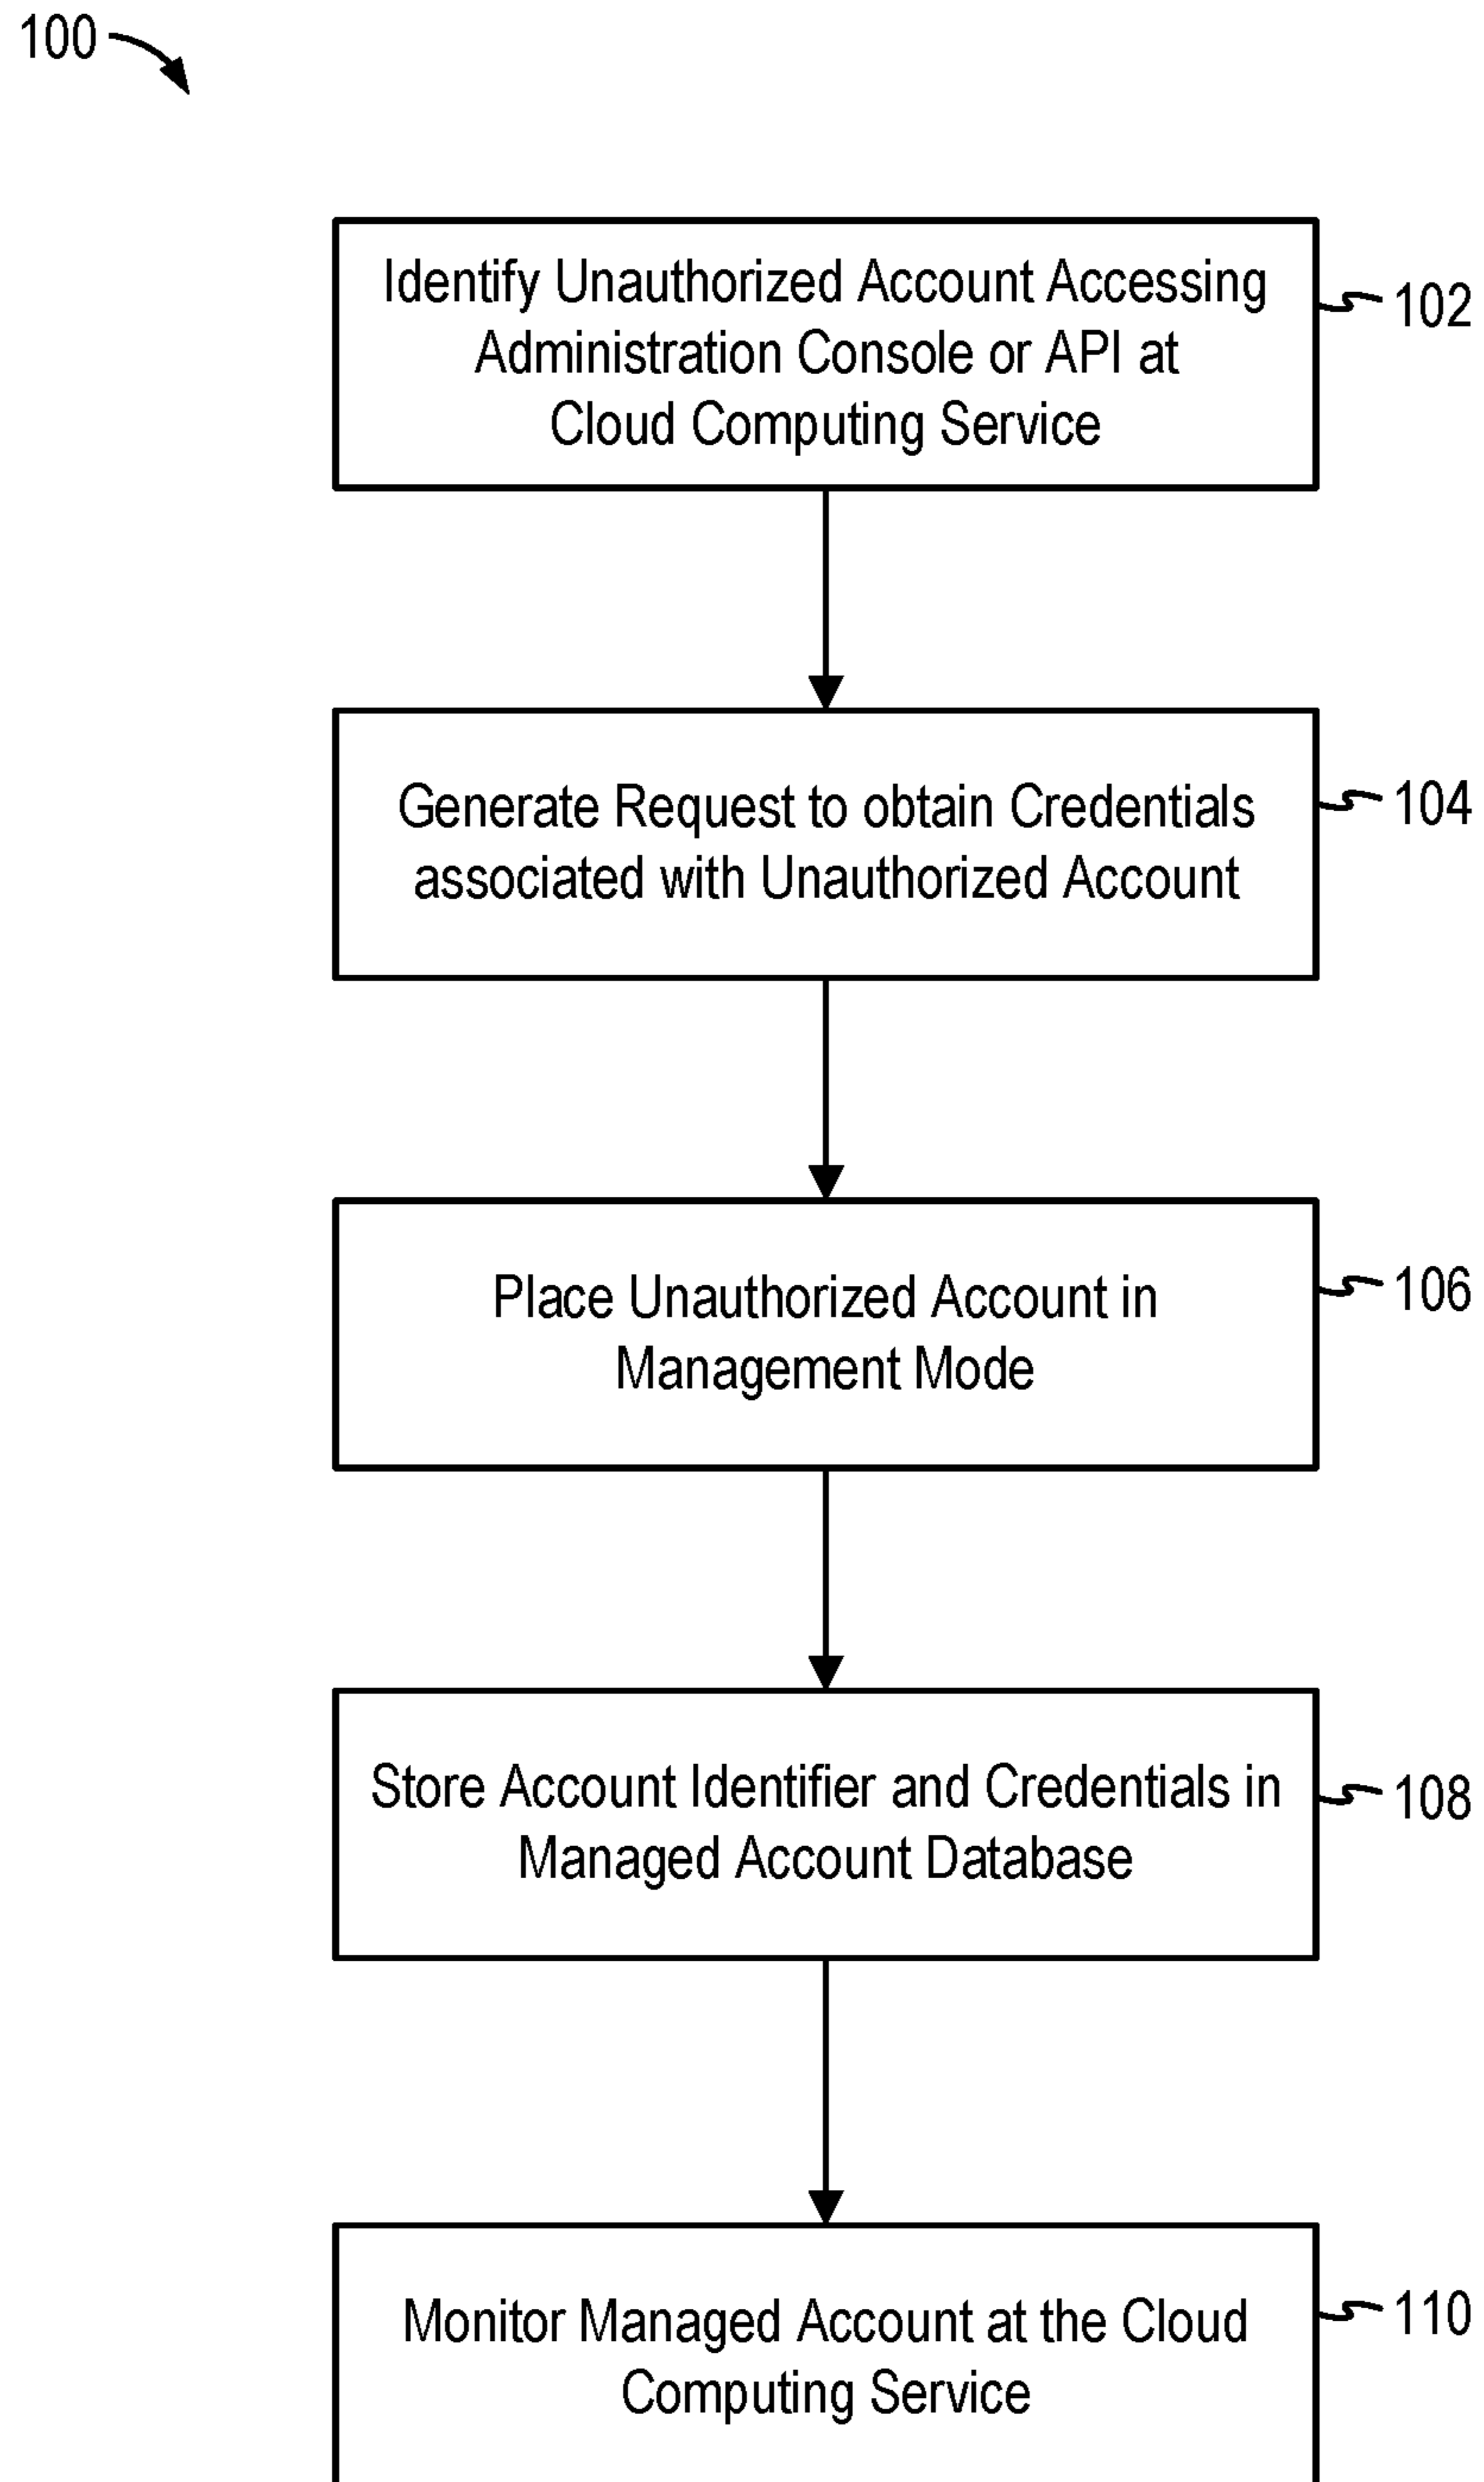 100
Identify Unauthorized Account Accessing
Administration Console or API at
Cloud Computing Service
102
Generate Request to obtain Credentials
associated with Unauthorized Account
104
Place Unauthorized Account in
Management Mode
106
Store Account Identifier and Credentials in
Managed Account Database
108
Monitor Managed Account at the Cloud
Computing Service
110